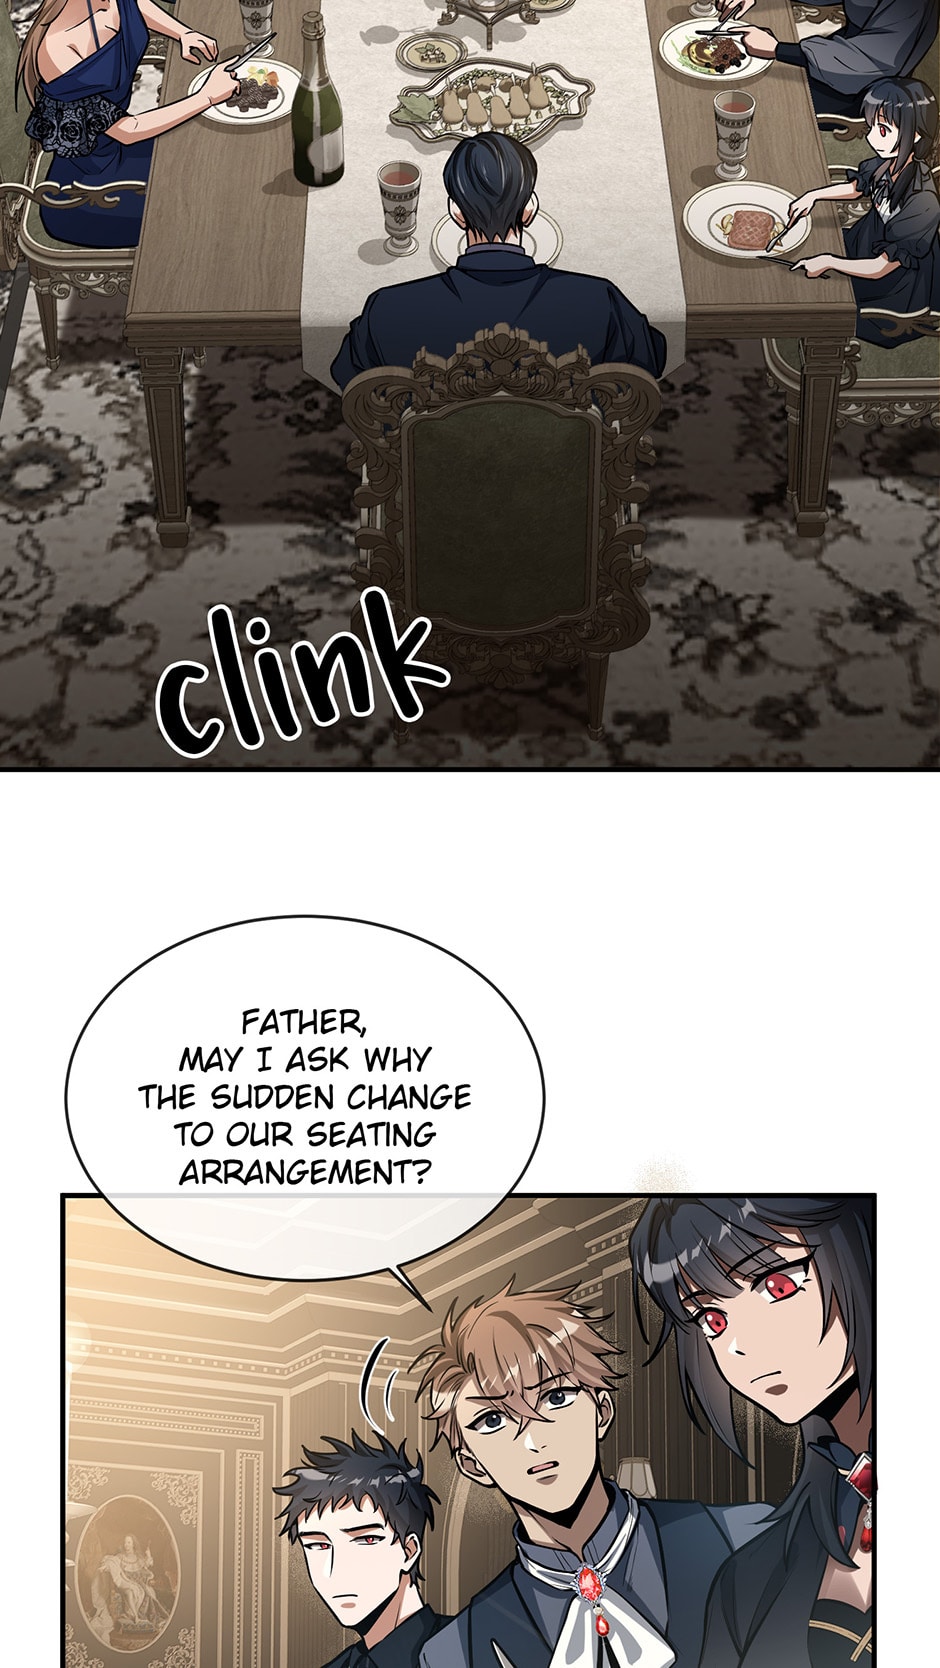 clink
FATHER,
MAY I ASK WHY
THE SUDDEN CHANGE
TO OUR SEATING
ARRANGEMENT?